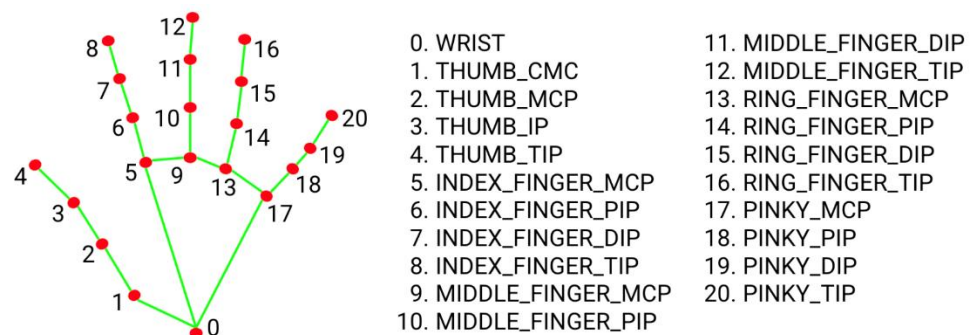 12
8
16
11
7
15
6
10
14
20
4
5
9
13
19
18
3
17
2
1
0
0. WRIST
1. THUMB_CMC
2. THUMB_MCP
3. THUMB_IP
4. THUMB_TIP
5. INDEX_FINGER_MCP
6. INDEX_FINGER_PIP
7. INDEX_FINGER_DIP
8. INDEX_FINGER_TIP
9. MIDDLE_FINGER_MCP
10. MIDDLE_FINGER_PIP
11. MIDDLE_FINGER_DIP
12. MIDDLE_FINGER_TIP
13. RING_FINGER_MCP
14. RING_FINGER_PIP
15. RING_FINGER_DIP
16. RING_FINGER_TIP
17. PINKY_MCP
18. PINKY_PIP
19. PINKY_DIP
20. PINKY_TIP